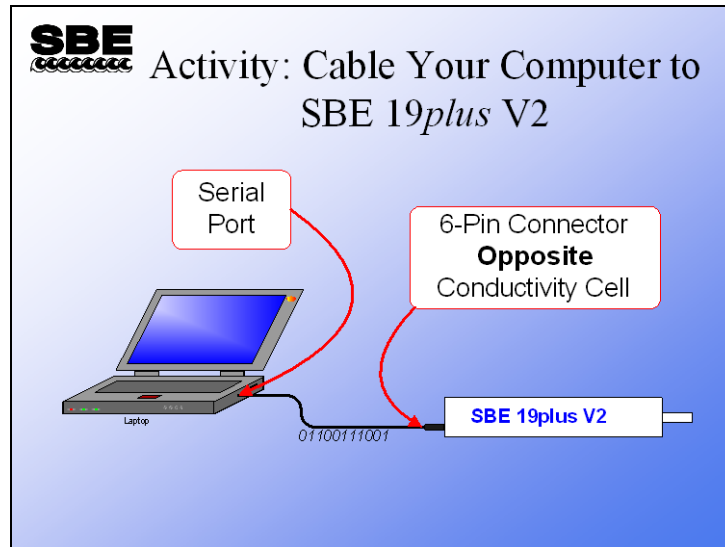 SBE
Activity: Cable Your Computer to
SBE 19plus V2
Serial
Port
6-Pin Connector
Opposite
Conductivity Cell
Laptop
01100111001
SBE 19plus V2